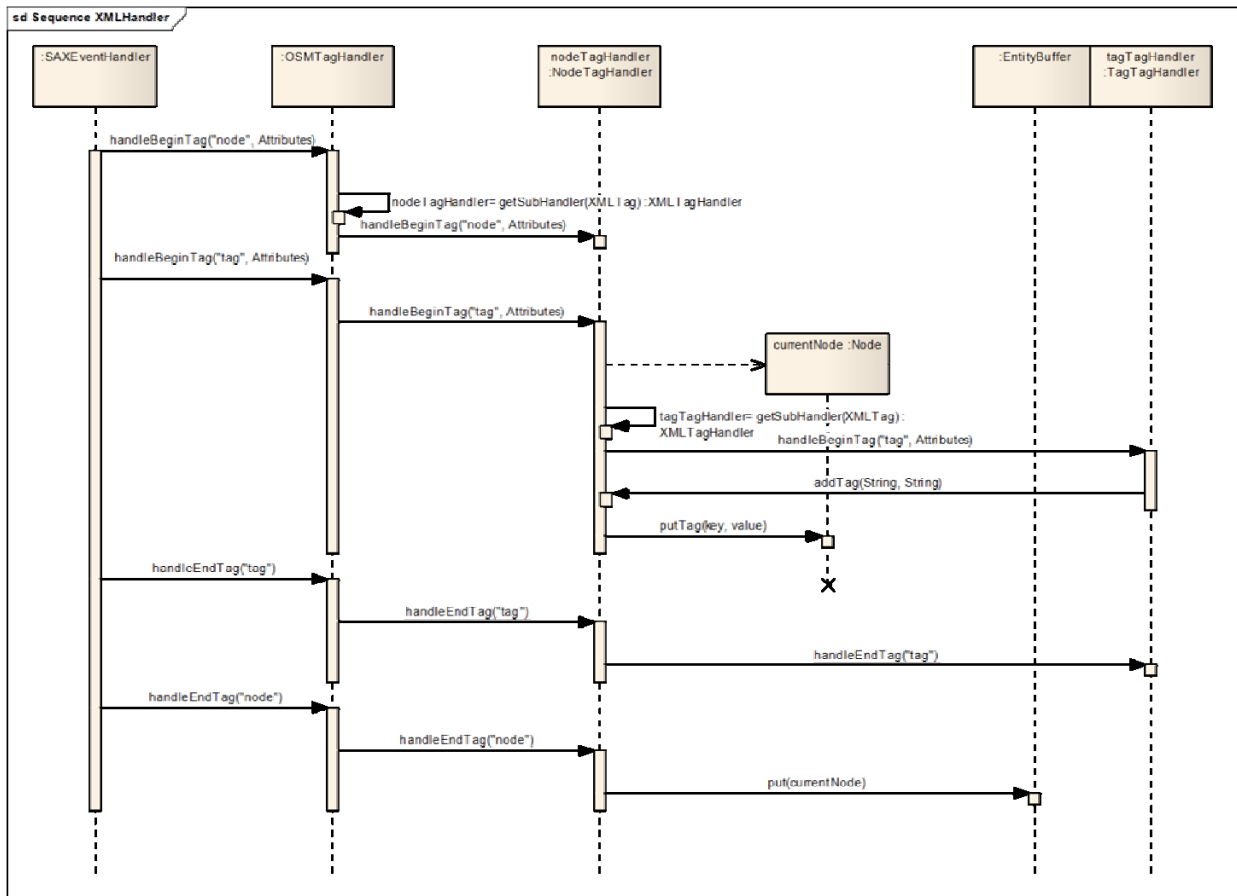 sd Sequence XMLHandler
:SAXEventHandler
:OSMTagHandler
nodeTagHandler
:NodeTagHandler
:EntityBuffer
tagTagHandler
:TagTagHandler
handleBeginTag("node", Attributes)
nodeTagHandler= getSubHandler(XMLTag) :XMLTagHandler
handleBeginTag("node", Attributes)
handleBeginTag("tag", Attributes)
handleBeginTag("tag", Attributes)
currentNode :Node
tagTagHandler= getSubHandler(XMLTag) :
XMLTagHandler
handleBeginTag("tag", Attributes)
addTag(String, String)
putTag(key, value)
handleEndTag("tag")
handleEndTag("tag")
handleEndTag("tag")
handleEndTag("node")
handleEndTag("node")
put(currentNode)